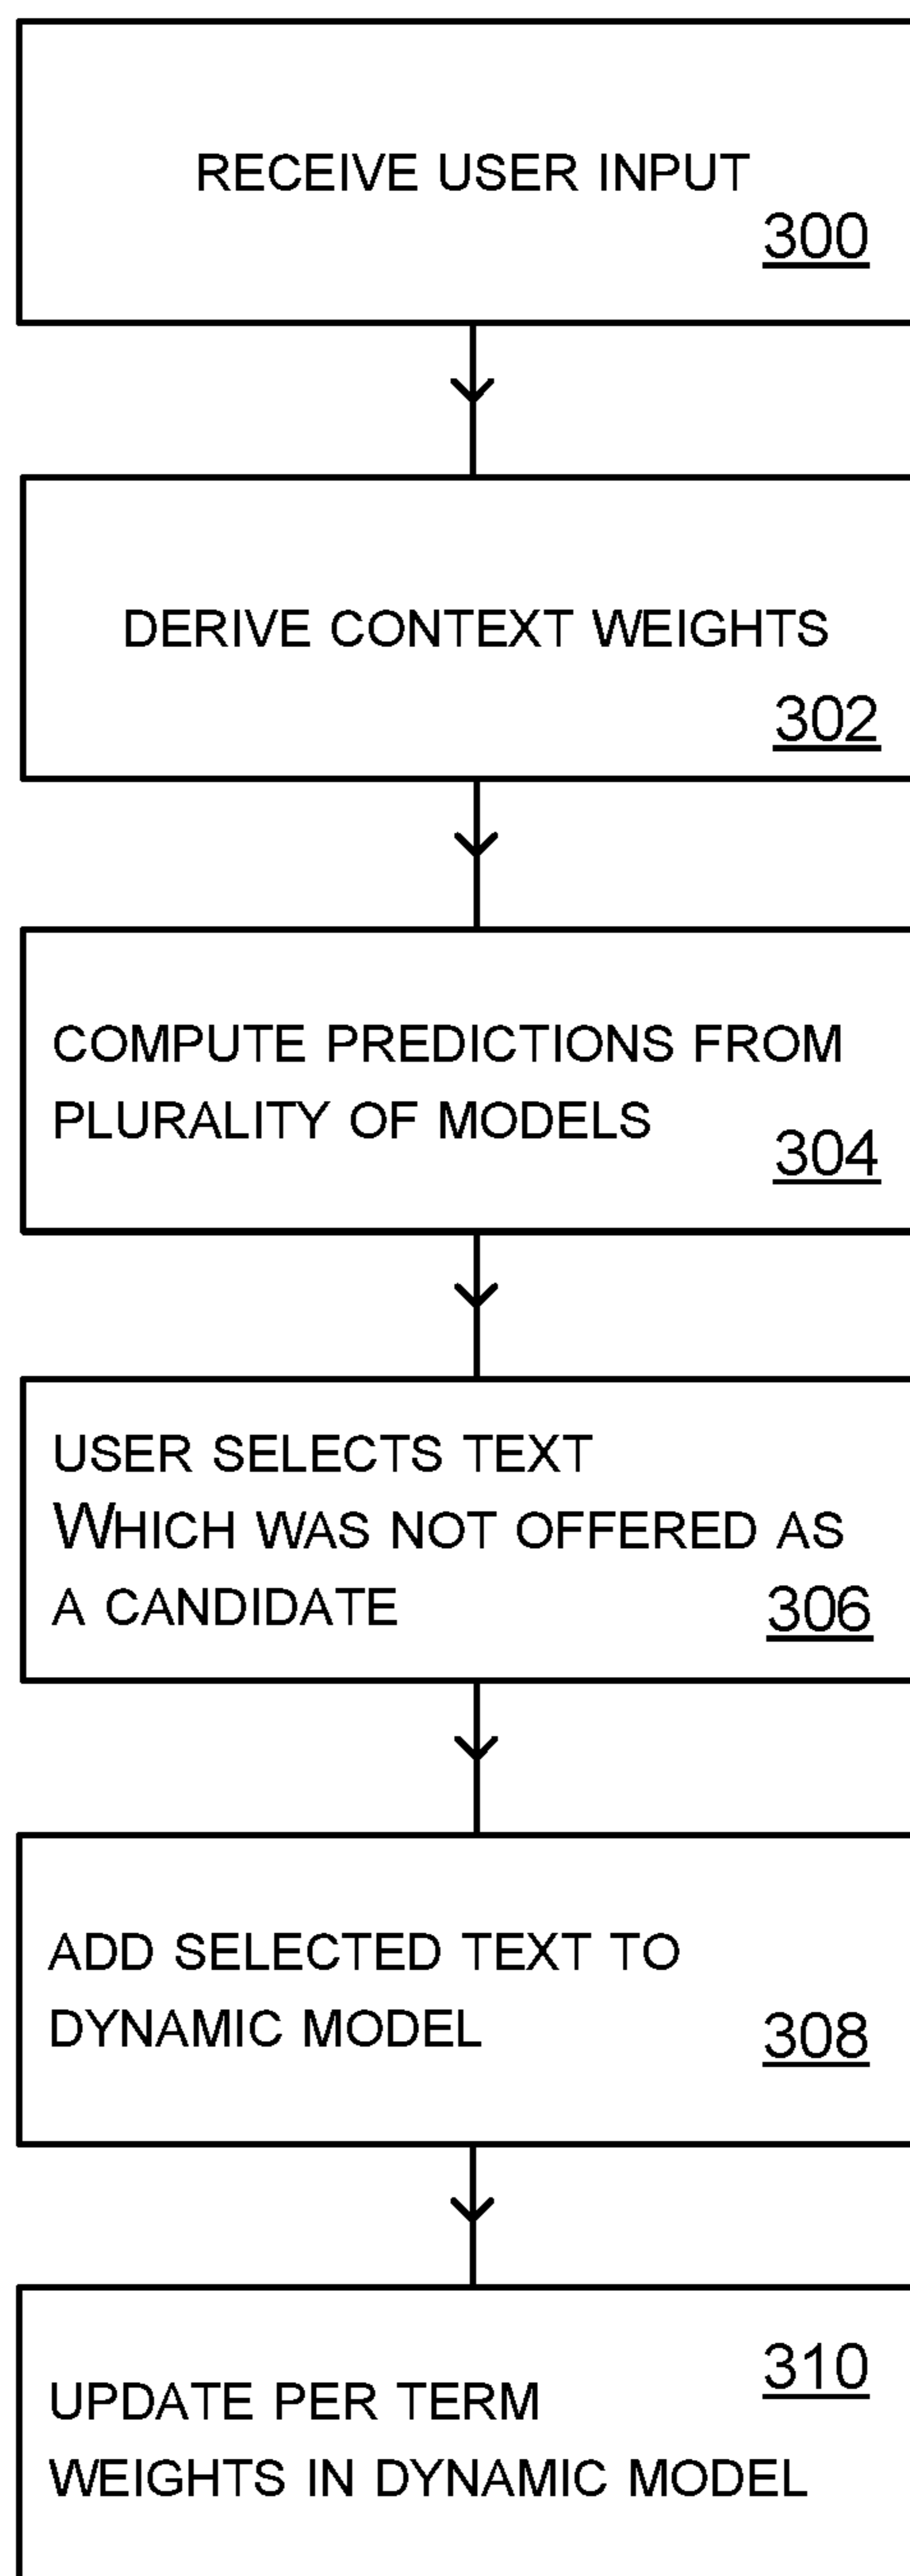 RECEIVE USER INPUT
300
DERIVE CONTEXT WEIGHTS
302
COMPUTE PREDICTIONS FROM
PLURALITY OF MODELS
304
USER SELECTS TEXT
WHICH WAS NOT OFFERED AS
A CANDIDATE
306
ADD SELECTED TEXT TO
DYNAMIC MODEL
308
310
UPDATE PER TERM
WEIGHTS IN DYNAMIC MODEL